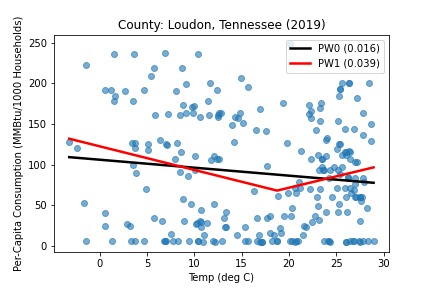 County: Loudon, Tennessee (2019)
PW0 (0.016)
PW1 (0.039)
Per-Capita Consumption (MMBtu/1000 Households)
250
200
150
100
50
0
0 5 10 15 20 25 30
Temp (deg C)